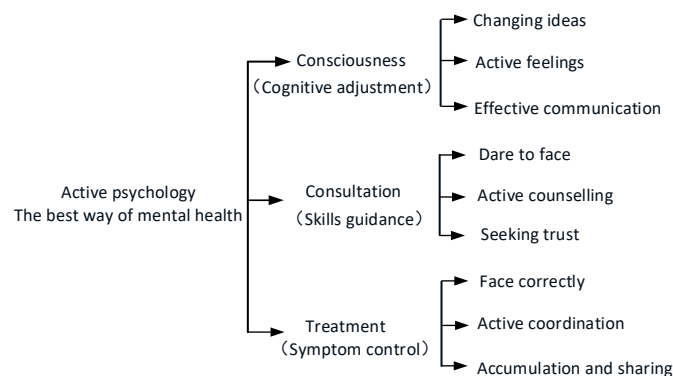 Active psychology
The best way of mental health
Consciousness
（Cognitive adjustment）
Changing ideas
Active feelings
Effective communication
Consultation
（Skills guidance）
Dare to face
Active counselling
Seeking trust
Treatment
（Symptom control）
Face correctly
Active coordination
Accumulation and sharing